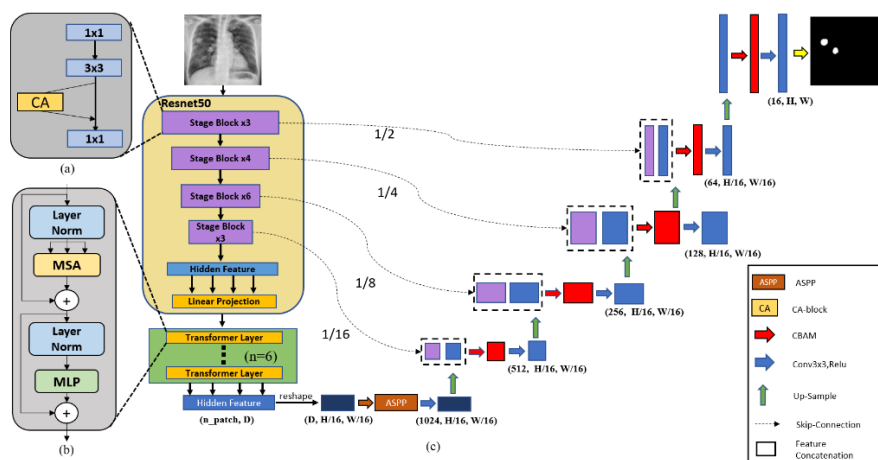 1x1
3x3
CA
1x1
(a)
Layer
Norm
MSA
+
Layer
Norm
MLP
+
(b)
Resnet50
Stage Block x3
Stage Block x4
Stage Block x6
Stage Block
x3
Hidden Feature
Linear Projection
Transformer Layer
(n=6)
Transformer Layer
Hidden Feature
(n_patch, D)
reshape
(D, H/16, W/16)
ASPP
(1024, H/16, W/16)
(c)
1/2
1/4
1/8
1/16
(512, H/16, W/16)
(256, H/16, W/16)
(128, H/16, W/16)
(64, H/16, W/16)
(16, H, W)
ASPP ASPP
CA CA-block
CBAM
Conv3x3,Relu
Up-Sample
Skip-Connection
Feature
Concatenation